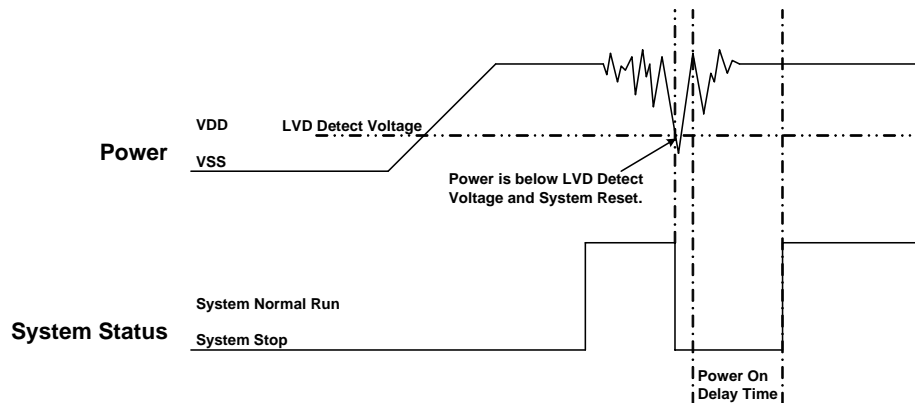 VDD
LVD Detect Voltage
Power
VSS
Power is below LVD Detect
Voltage and System Reset.
System Normal Run
System Status
System Stop
Power On
Delay Time